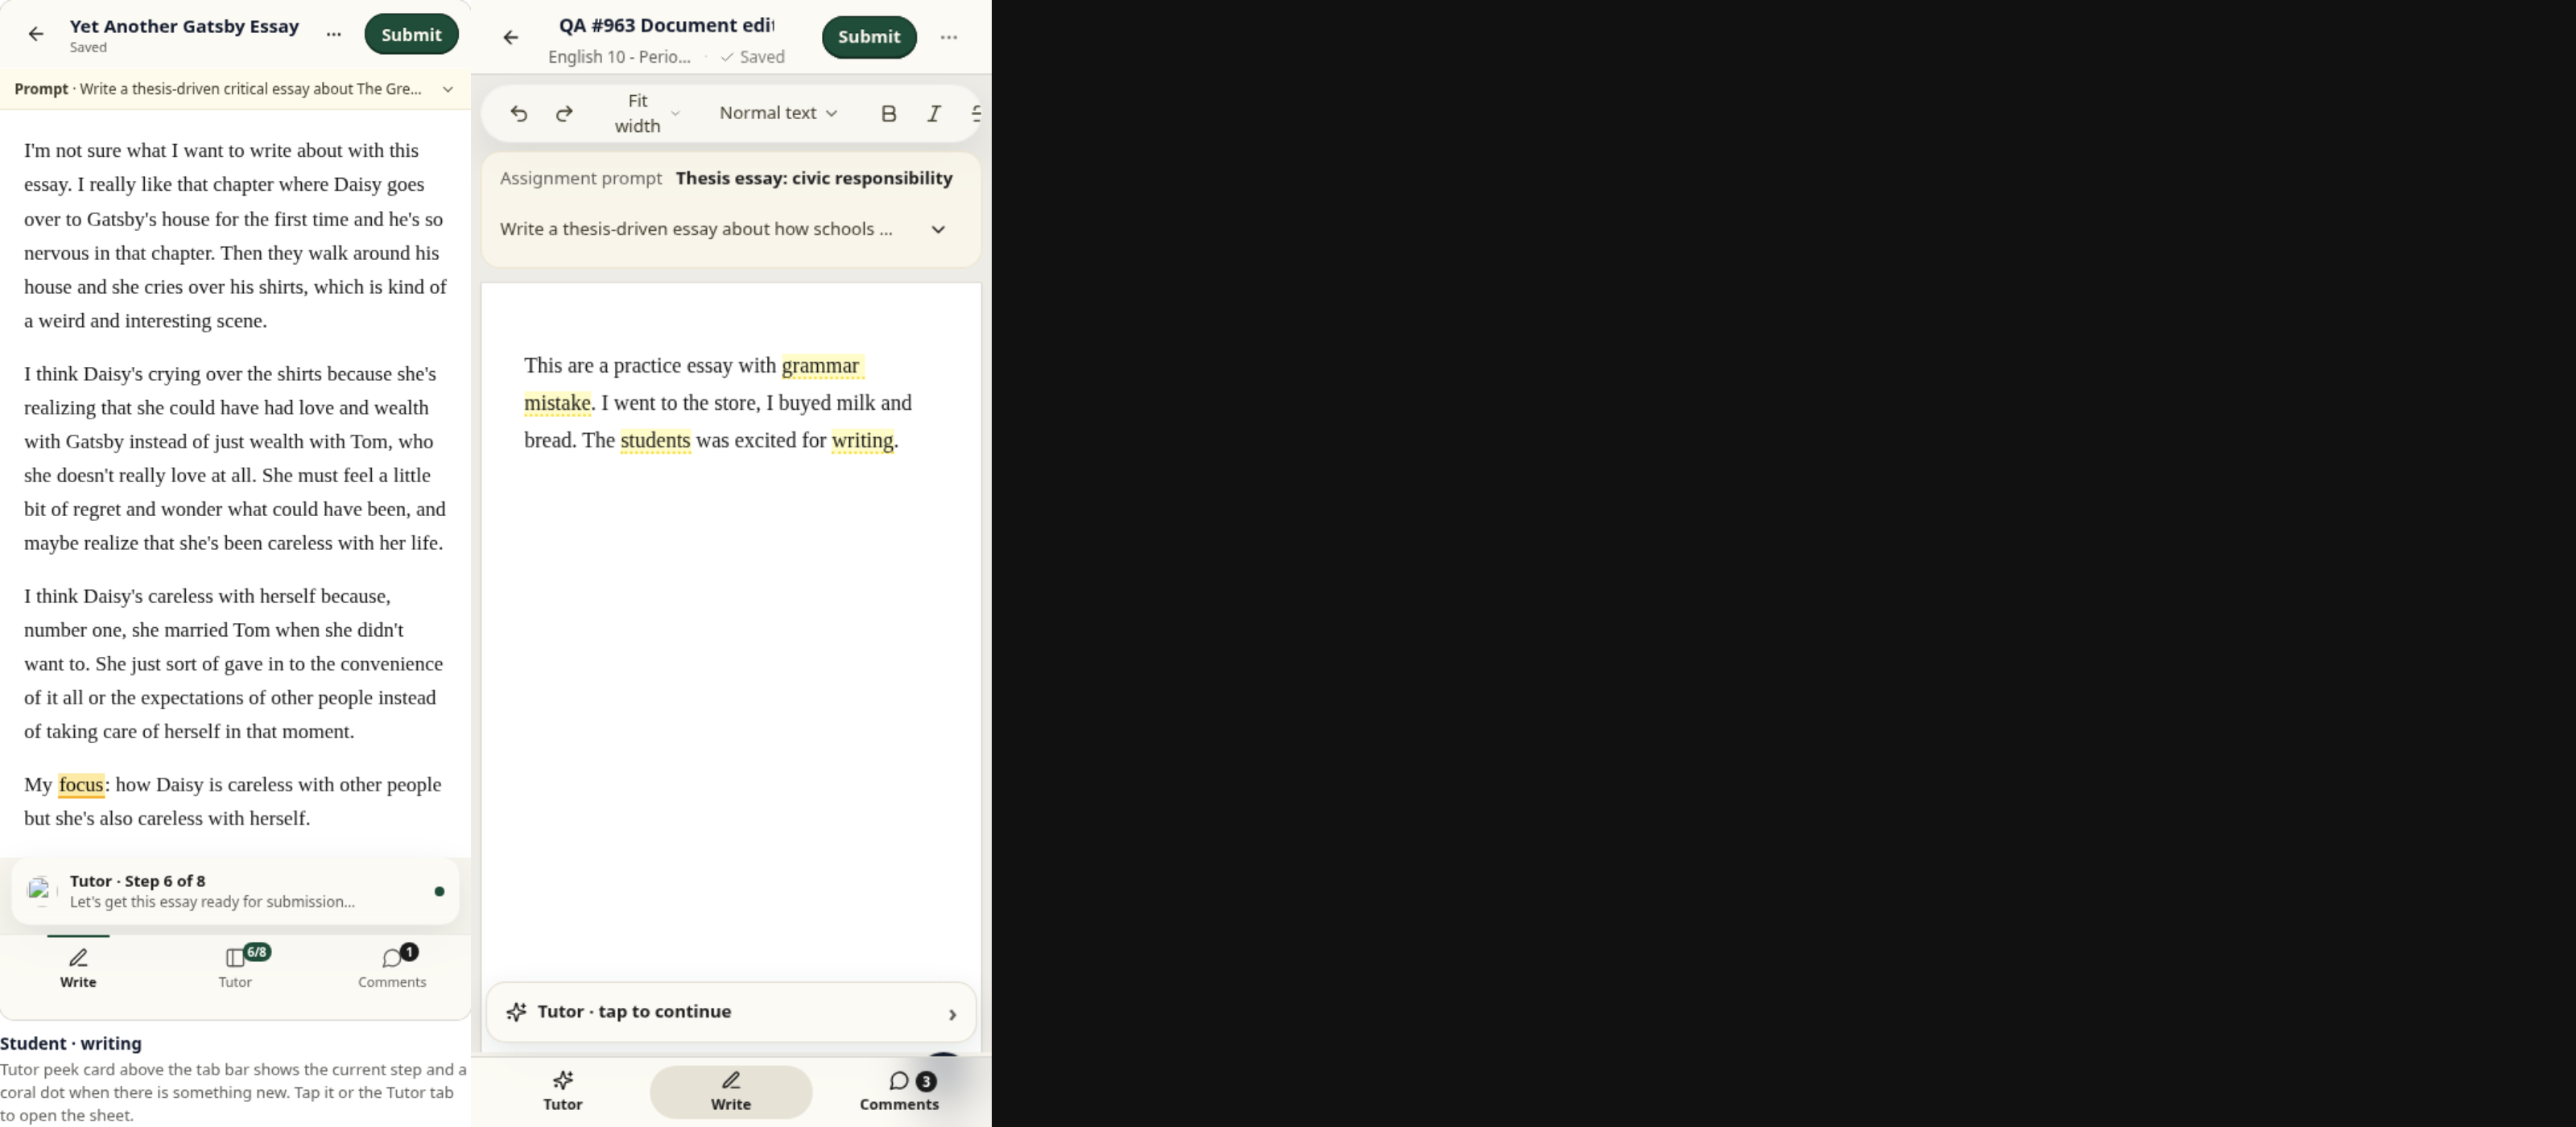 Yet Another Gatsby Essay
Saved
...
Submit
Prompt · Write a thesis-driven critical essay about The Gre...
I'm not sure what I want to write about with this
essay. I really like that chapter where Daisy goes
over to Gatsby's house for the first time and he's so
nervous in that chapter. Then they walk around his
house and she cries over his shirts, which is kind of
a weird and interesting scene.
I think Daisy's crying over the shirts because she's
realizing that she could have had love and wealth
with Gatsby instead of just wealth with Tom, who
she doesn't really love at all. She must feel a little
bit of regret and wonder what could have been, and
maybe realize that she's been careless with her life.
I think Daisy's careless with herself because,
number one, she married Tom when she didn't
want to. She just sort of gave in to the convenience
of it all or the expectations of other people instead
of taking care of herself in that moment.
My focus: how Daisy is careless with other people
but she's also careless with herself.
Tutor · Step 6 of 8
Let's get this essay ready for submission...
Write
6/8
Tutor
1
Comments
Student · writing
Tutor peek card above the tab bar shows the current step and a
coral dot when there is something new. Tap it or the Tutor tab
to open the sheet.
QA #963 Document edit
English 10 - Perio... · Saved
Submit
...
Fit
width
Normal text
B I S
Assignment prompt Thesis essay: civic responsibility
Write a thesis-driven essay about how schools ...
This are a practice essay with grammar
mistake. I went to the store, I buyed milk and
bread. The students was excited for writing.
Tutor · tap to continue
Tutor
Write
3
Comments